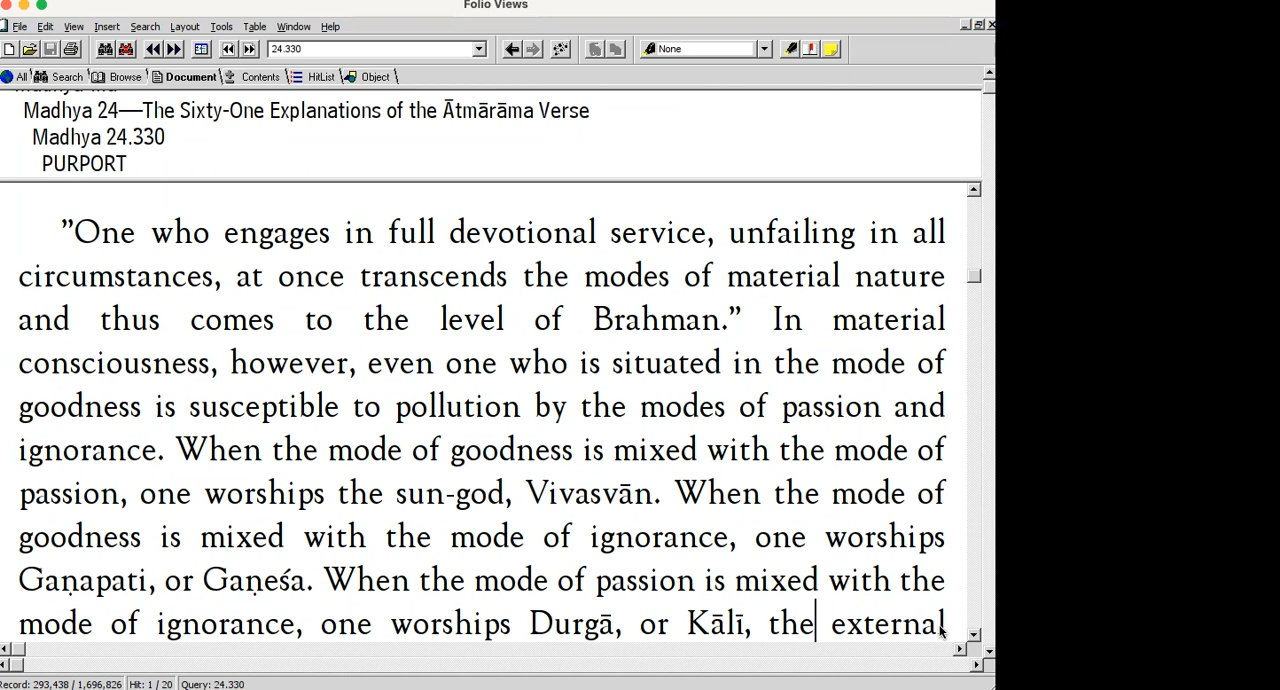 Folio Views
File Edit View Insert Search Layout Tools Table Window Help
24.330 None
All Search Browse Document Contents HitList Object
Madhya 24—The Sixty-One Explanations of the Ātmārāma Verse
Madhya 24.330
PURPORT
”One who engages in full devotional service, unfailing in all
circumstances, at once transcends the modes of material nature
and thus comes to the level of Brahman.” In material
consciousness, however, even one who is situated in the mode of
goodness is susceptible to pollution by the modes of passion and
ignorance. When the mode of goodness is mixed with the mode of
passion, one worships the sun-god, Vivasvān. When the mode of
goodness is mixed with the mode of ignorance, one worships
Gaṇapati, or Gaṇeśa. When the mode of passion is mixed with the
mode of ignorance, one worships Durgā, or Kālī, the external
Record: 293,438 / 1,696,826 Hit: 1 / 20 Query: 24.330